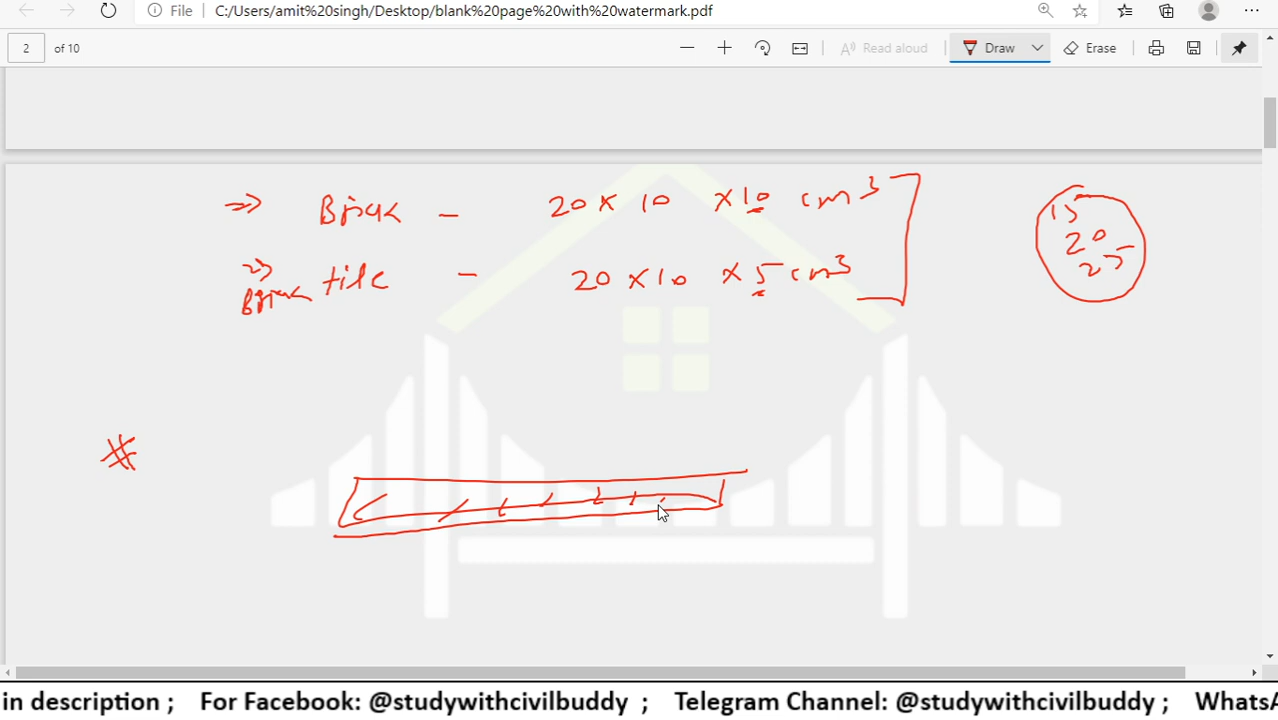 File C:/Users/amit%20singh/Desktop/blank%20page%20with%20watermark.pdf
2 of 10 Read aloud Draw Erase
⇒ Brick - 20 × 10 × 10 cm3
15
20
25
⇒ Brick tile - 20 × 10 × 5 cm3
#
in description ; For Facebook: @studywithcivilbuddy ; Telegram Channel: @studywithcivilbuddy ; WhatsA